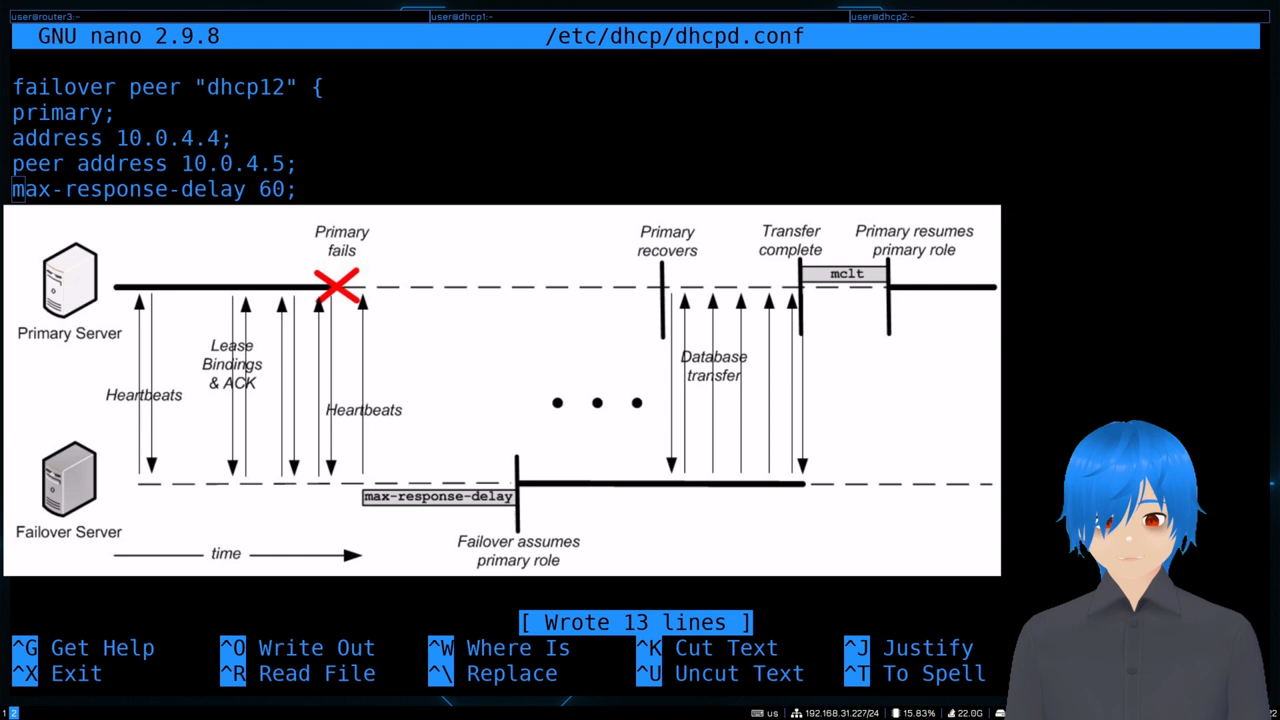 user@router3:~ user@dhcp1:~ user@dhcp2:~
GNU nano 2.9.8 /etc/dhcp/dhcpd.conf
failover peer "dhcp12" {
primary;
address 10.0.4.4;
peer address 10.0.4.5;
max-response-delay 60;
Primary
fails
Primary
recovers
Transfer
complete
Primary resumes
primary role
mclt
Primary Server
Lease
Bindings
& ACK
Database
transfer
Heartbeats
Heartbeats
max-response-delay
Failover Server
Failover assumes
primary role
time
[ Wrote 13 lines ]
^G Get Help ^O Write Out ^W Where Is ^K Cut Text ^J Justify
^X Exit ^R Read File ^\ Replace ^U Uncut Text ^T To Spell
1 2 us 192.168.31.227/24 15.83% 22.0G